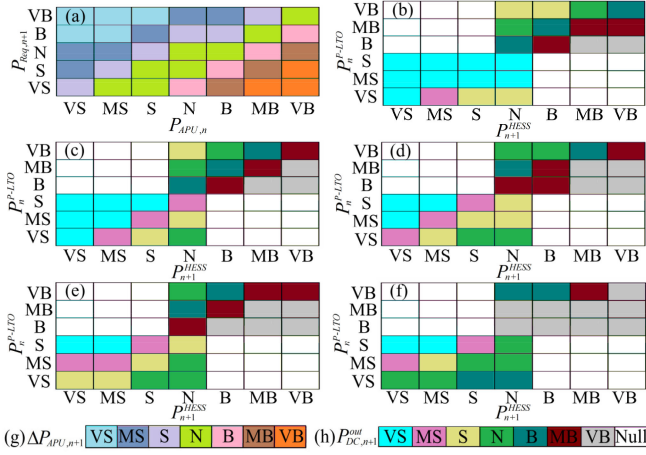 (a)
P_{Req,n+1}
VB
B
N
S
VS
VS MS S N B MB VB
P_{APU,n}
(b)
P_n^{P-LTO}
VB
MB
B
S
MS
VS
VS MS S N B MB VB
P_{n+1}^{HESS}
(c)
P_n^{P-LTO}
VB
MB
B
S
MS
VS
VS MS S N B MB VB
P_{n+1}^{HESS}
(d)
P_n^{P-LTO}
VB
MB
B
S
MS
VS
VS MS S N B MB VB
P_{n+1}^{HESS}
(e)
P_n^{P-LTO}
VB
MB
B
S
MS
VS
VS MS S N B MB VB
P_{n+1}^{HESS}
(f)
P_n^{P-LTO}
VB
MB
B
S
MS
VS
VS MS S N B MB VB
P_{n+1}^{HESS}
(g) ΔP_{APU,n+1} VS MS S N B MB VB
(h) P_{DC,n+1}^{out} VS MS S N B MB VB Null